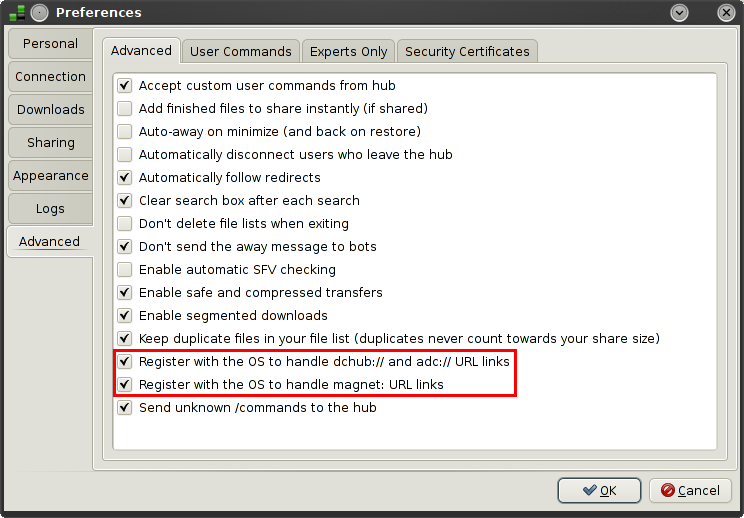 Preferences
Personal
Connection
Downloads
Sharing
Appearance
Logs
Advanced
Advanced
User Commands
Experts Only
Security Certificates
Accept custom user commands from hub
Add finished files to share instantly (if shared)
Auto-away on minimize (and back on restore)
Automatically disconnect users who leave the hub
Automatically follow redirects
Clear search box after each search
Don't delete file lists when exiting
Don't send the away message to bots
Enable automatic SFV checking
Enable safe and compressed transfers
Enable segmented downloads
Keep duplicate files in your file list (duplicates never count towards your share size)
Register with the OS to handle dchub:// and adc:// URL links
Register with the OS to handle magnet: URL links
Send unknown /commands to the hub
OK
Cancel